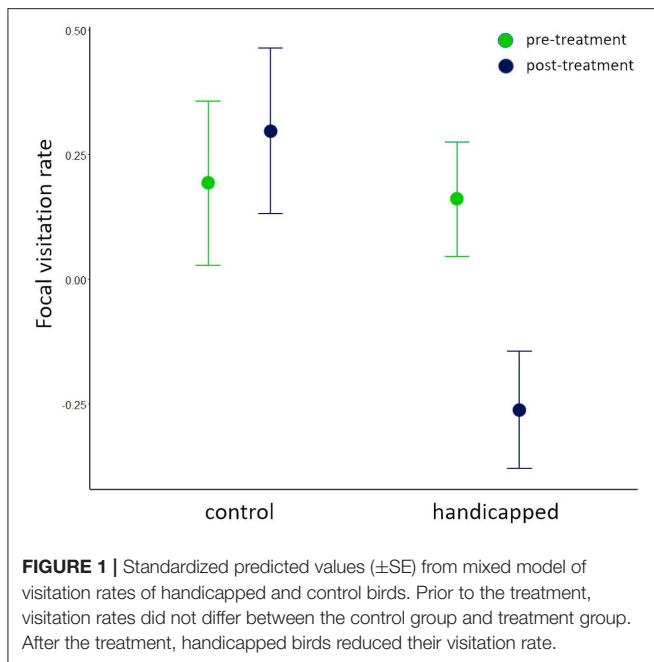 0.50
pre-treatment
post-treatment
0.25
0.00
-0.25
Focal visitation rate
control handicapped
FIGURE 1 | Standardized predicted values (±SE) from mixed model of
visitation rates of handicapped and control birds. Prior to the treatment,
visitation rates did not differ between the control group and treatment group.
After the treatment, handicapped birds reduced their visitation rate.